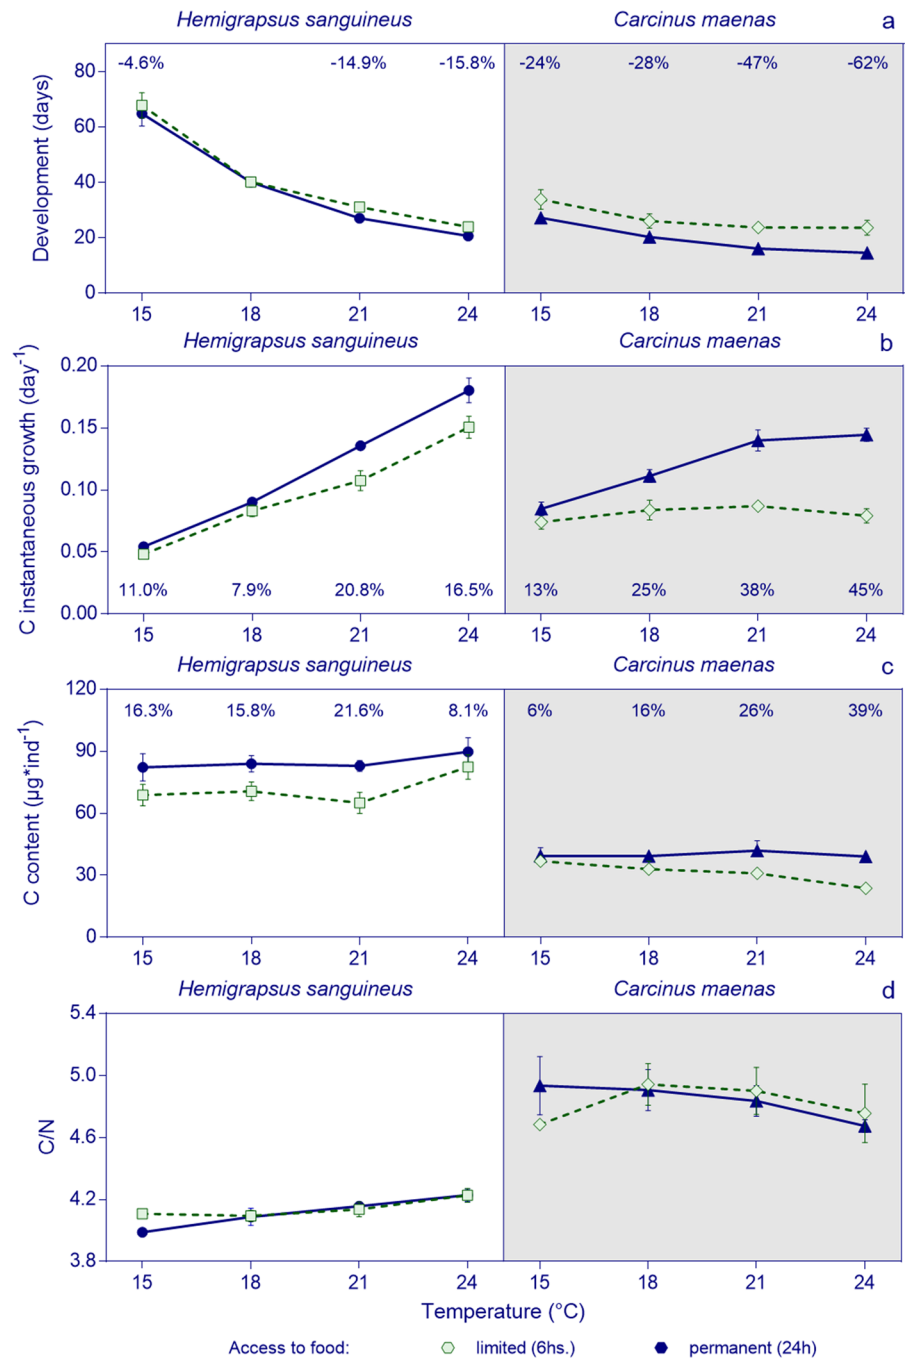 Hemigrapsus sanguineus Carcinus maenas a
-4.6% -14.9% -15.8% -24% -28% -47% -62%
80
60
40
20
0
Development (days)
15 18 21 24 15 18 21 24
Hemigrapsus sanguineus Carcinus maenas b
0.20
0.15
0.10
0.05
0.00
C instantaneous growth (day-1)
11.0% 7.9% 20.8% 16.5% 13% 25% 38% 45%
15 18 21 24 15 18 21 24
Hemigrapsus sanguineus Carcinus maenas c
120
90
60
30
0
C content (µg*ind-1)
16.3% 15.8% 21.6% 8.1% 6% 16% 26% 39%
15 18 21 24 15 18 21 24
Hemigrapsus sanguineus Carcinus maenas d
5.4
5.0
4.6
4.2
3.8
C/N
15 18 21 24 15 18 21 24
Temperature (°C)
Access to food: limited (6hs.) permanent (24h)